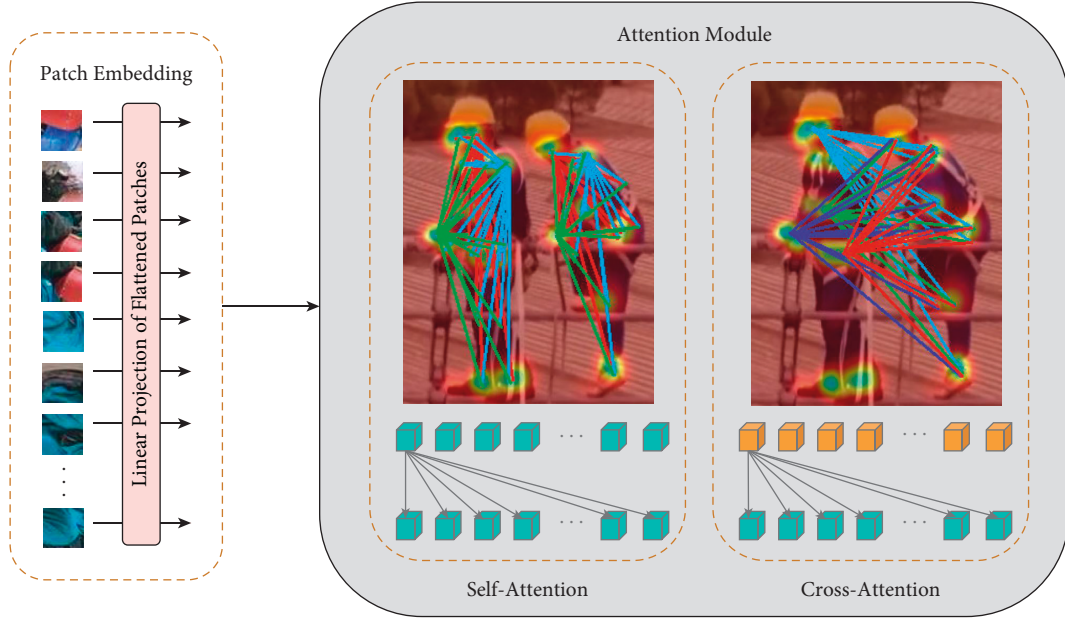 Patch Embedding
Linear Projection of Flattened Patches
Attention Module
Self-Attention
Cross-Attention